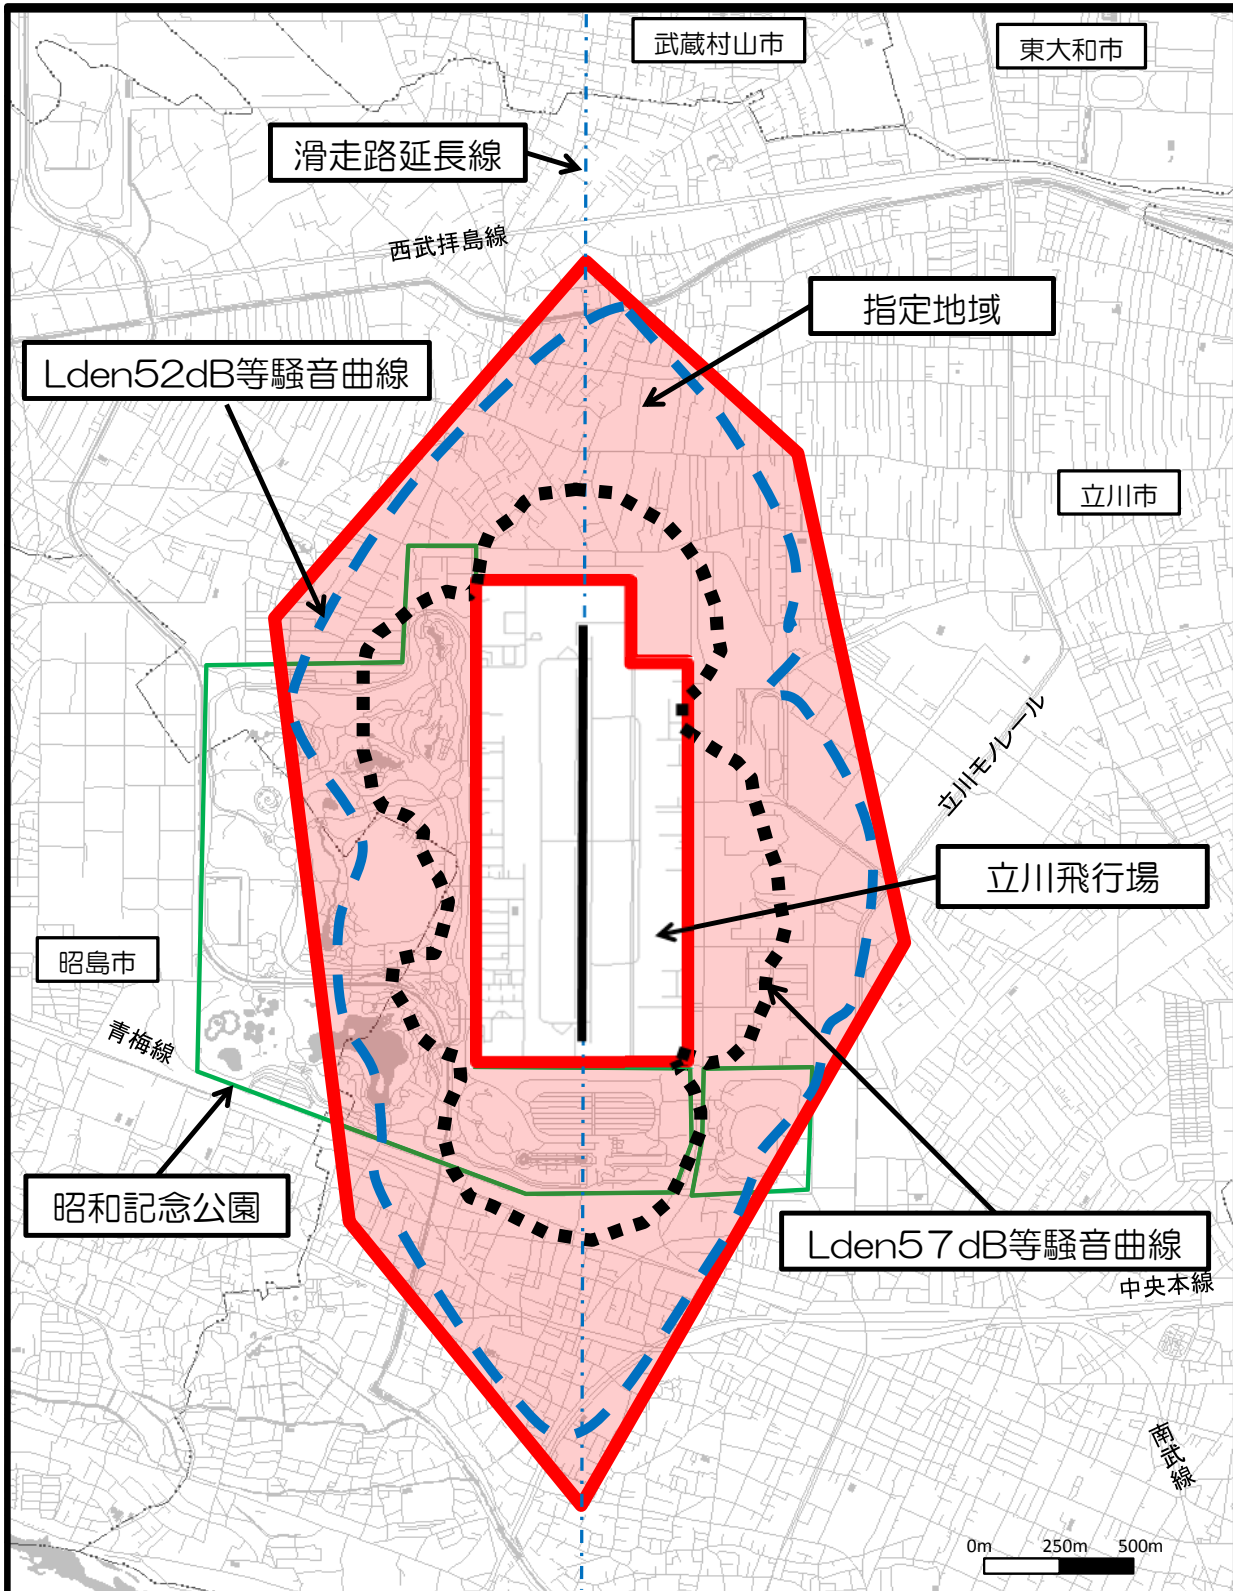 武蔵村山市
東大和市
滑走路延長線
西武拝島線
指定地域
Lden52dB等騒音曲線
立川市
立川モノレール
立川飛行場
昭島市
青梅線
昭和記念公園
Lden57dB等騒音曲線
中央本線
南武線
0m 250m 500m